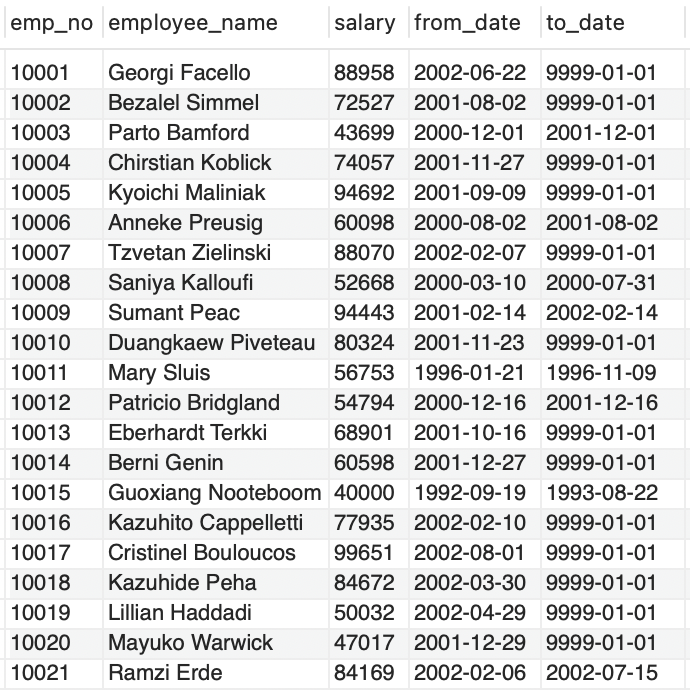 emp_no employee_name salary from_date to_date
10001 Georgi Facello 88958 2002-06-22 9999-01-01
10002 Bezalel Simmel 72527 2001-08-02 9999-01-01
10003 Parto Bamford 43699 2000-12-01 2001-12-01
10004 Chirstian Koblick 74057 2001-11-27 9999-01-01
10005 Kyoichi Maliniak 94692 2001-09-09 9999-01-01
10006 Anneke Preusig 60098 2000-08-02 2001-08-02
10007 Tzvetan Zielinski 88070 2002-02-07 9999-01-01
10008 Saniya Kalloufi 52668 2000-03-10 2000-07-31
10009 Sumant Peac 94443 2001-02-14 2002-02-14
10010 Duangkaew Piveteau 80324 2001-11-23 9999-01-01
10011 Mary Sluis 56753 1996-01-21 1996-11-09
10012 Patricio Bridgland 54794 2000-12-16 2001-12-16
10013 Eberhardt Terkki 68901 2001-10-16 9999-01-01
10014 Berni Genin 60598 2001-12-27 9999-01-01
10015 Guoxiang Nooteboom 40000 1992-09-19 1993-08-22
10016 Kazuhito Cappelletti 77935 2002-02-10 9999-01-01
10017 Cristinel Bouloucos 99651 2002-08-01 9999-01-01
10018 Kazuhide Peha 84672 2002-03-30 9999-01-01
10019 Lillian Haddadi 50032 2002-04-29 9999-01-01
10020 Mayuko Warwick 47017 2001-12-29 9999-01-01
10021 Ramzi Erde 84169 2002-02-06 2002-07-15